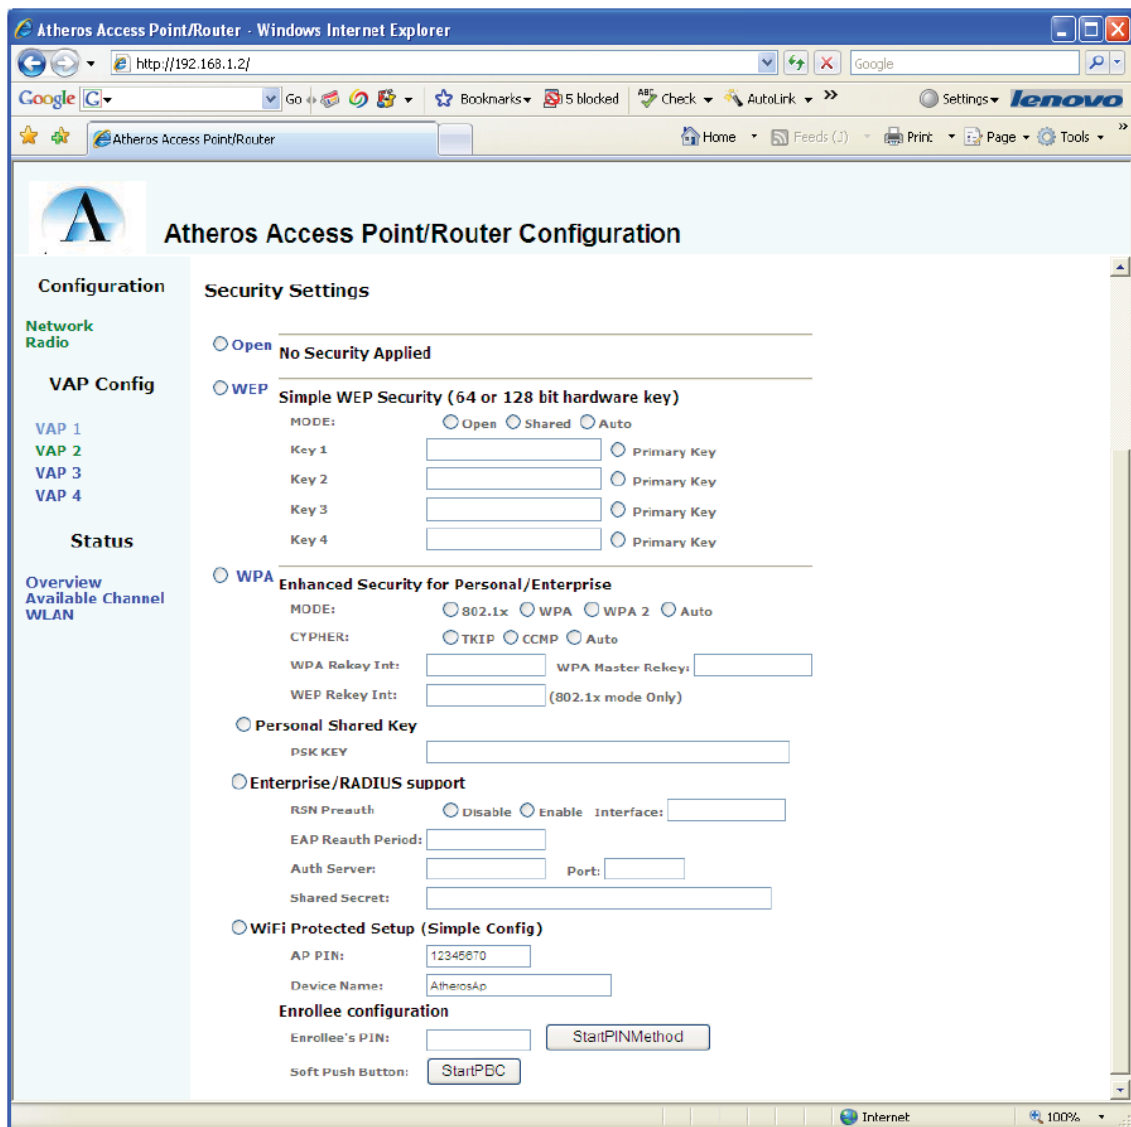 Atheros Access Point/Router - Windows Internet Explorer
http://192.168.1.2/
Google
Google G Go Bookmarks 5 blocked ABC Check AutoLink >> Settings lenovo
Atheros Access Point/Router
Home Feeds (J) Print Page Tools >>
A
Atheros Access Point/Router Configuration
Configuration
Network
Radio
VAP Config
VAP 1
VAP 2
VAP 3
VAP 4
Status
Overview
Available Channel
WLAN
Security Settings
Open No Security Applied
WEP Simple WEP Security (64 or 128 bit hardware key)
MODE: Open Shared Auto
Key 1 Primary Key
Key 2 Primary Key
Key 3 Primary Key
Key 4 Primary Key
WPA Enhanced Security for Personal/Enterprise
MODE: 802.1x WPA WPA 2 Auto
CYPHER: TKIP CCMP Auto
WPA Rekey Int: WPA Master Rekey:
WEP Rekey Int: (802.1x mode Only)
Personal Shared Key
PSK KEY
Enterprise/RADIUS support
RSN Preauth Disable Enable Interface:
EAP Reauth Period:
Auth Server: Port:
Shared Secret:
WiFi Protected Setup (Simple Config)
AP PIN: 12345670
Device Name: AtherosAp
Enrollee configuration
Enrollee's PIN: StartPINMethod
Soft Push Button: StartPBC
Internet 100%